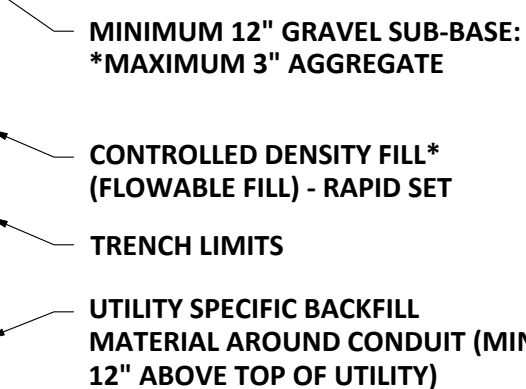 MINIMUM 12" GRAVEL SUB-BASE:
*MAXIMUM 3" AGGREGATE
CONTROLLED DENSITY FILL*
(FLOWABLE FILL) - RAPID SET
TRENCH LIMITS
UTILITY SPECIFIC BACKFILL
MATERIAL AROUND CONDUIT (MIN
12" ABOVE TOP OF UTILITY)